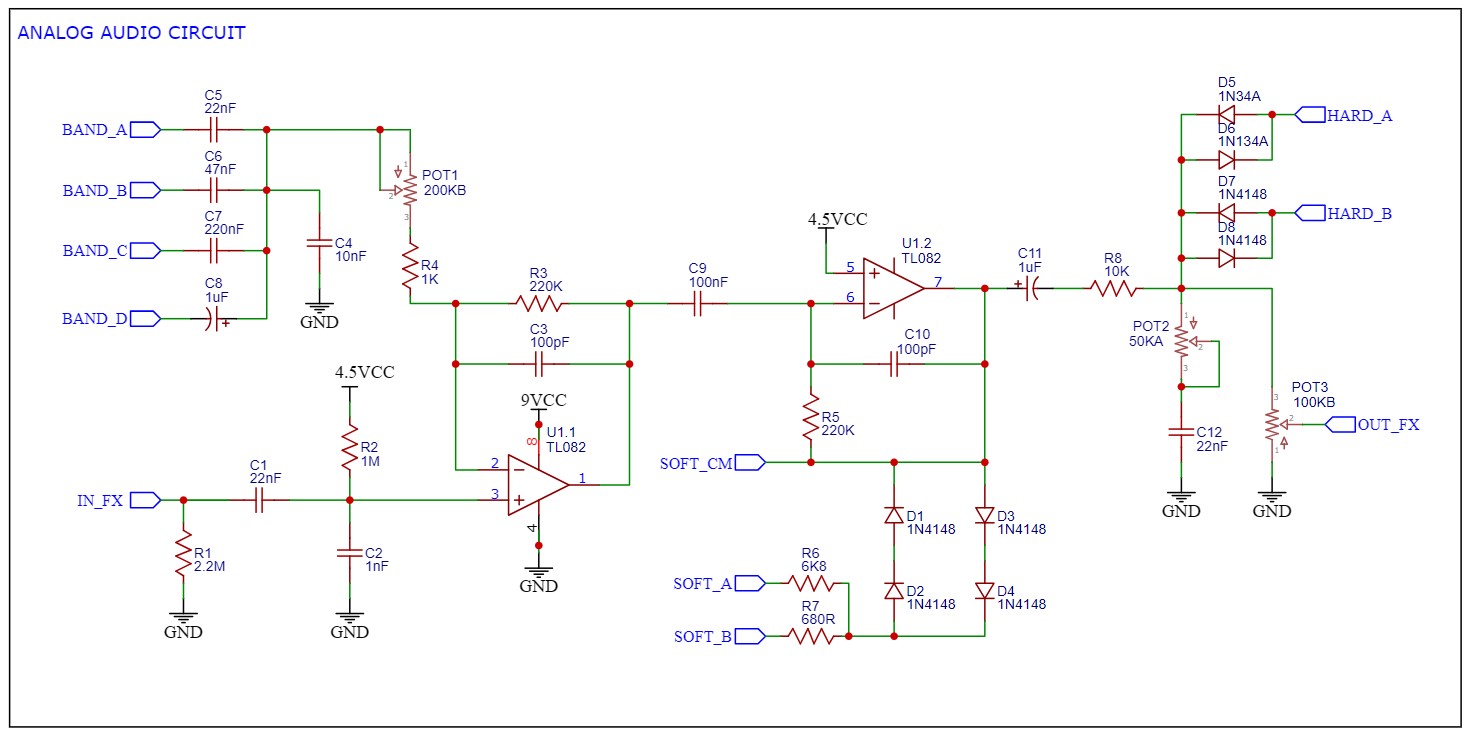 ANALOG AUDIO CIRCUIT
BAND_A
C5
22nF
BAND_B
C6
47nF
BAND_C
C7
220nF
BAND_D
C8
1uF
+
C4
10nF
GND
1
2
3
POT1
200KB
R4
1K
R3
220K
C3
100pF
IN_FX
R1
2.2M
GND
C1
22nF
4.5VCC
R2
1M
C2
1nF
GND
9VCC
8
U1.1
TL082
2
3
1
4
GND
C9
100nF
4.5VCC
U1.2
TL082
5
6
7
C10
100pF
R5
220K
SOFT_CM
D1
1N4148
D3
1N4148
SOFT_A
R6
6K8
D2
1N4148
D4
1N4148
SOFT_B
R7
680R
C11
1uF
+
R8
10K
D5
1N34A
HARD_A
D6
1N134A
D7
1N4148
HARD_B
D8
1N4148
POT2
50KA
1
2
3
C12
22nF
GND
POT3
100KB
3
2
1
OUT_FX
GND